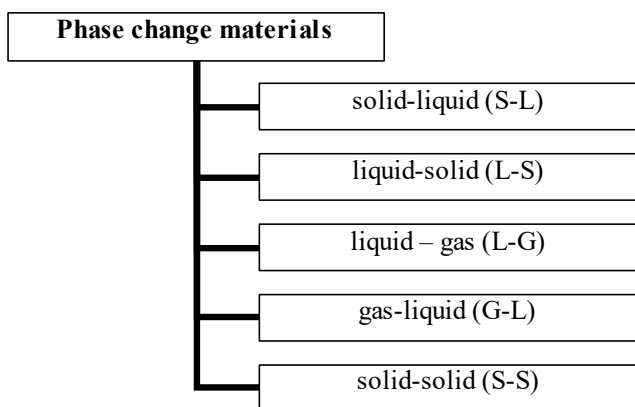 Phase change materials
solid-liquid (S-L)
liquid-solid (L-S)
liquid – gas (L-G)
gas-liquid (G-L)
solid-solid (S-S)